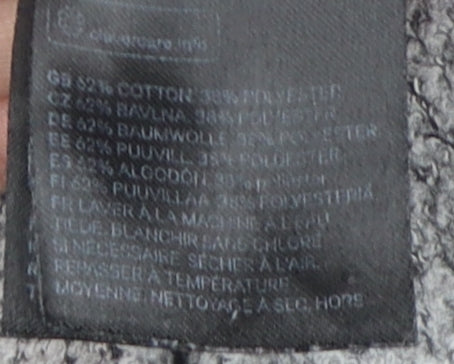 clevercare.info
GB 62% COTTON, 38% POLYESTER
CZ 62% BAVLNA, 38% POLYESTER
DE 62% BAUMWOLLE, 38% POLYESTER
EE 62% PUUVILL, 38% POLÜESTER
ES 62% ALGODÓN, 38% poliéster
FI 62% PUUVILLAA, 38% POLYESTERIÄ
FR LAVER À LA MACHINE À L'EAU
TIÈDE, BLANCHIR SANS CHLORE
SI NÉCESSAIRE. SÉCHER À L'AIR.
REPASSER À TEMPÉRATURE
MOYENNE. NETTOYAGE À SEC, HORS